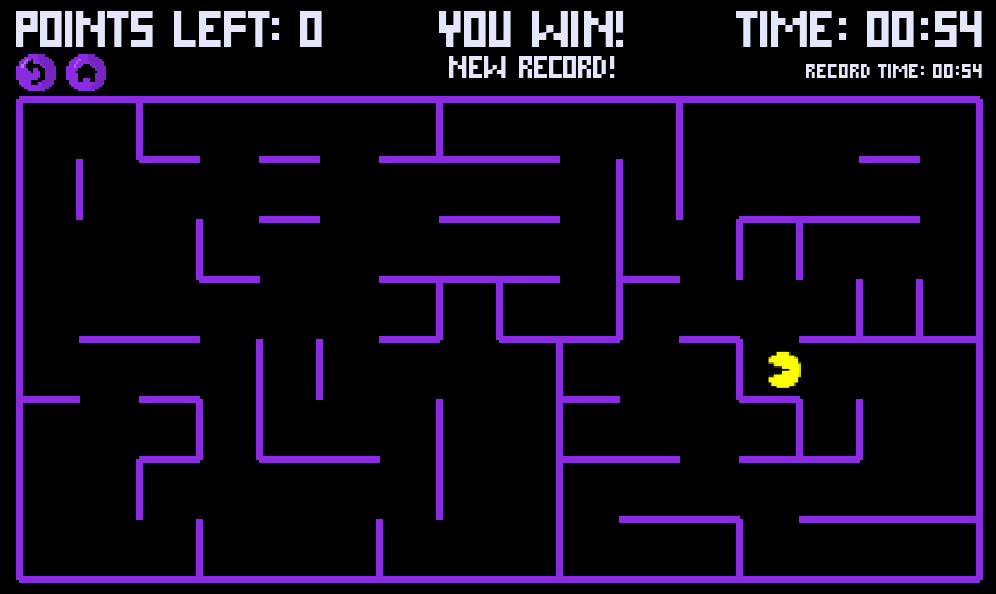 POINTS LEFT: 0
YOU WIN!
TIME: 00:54
NEW RECORD!
RECORD TIME: 00:54